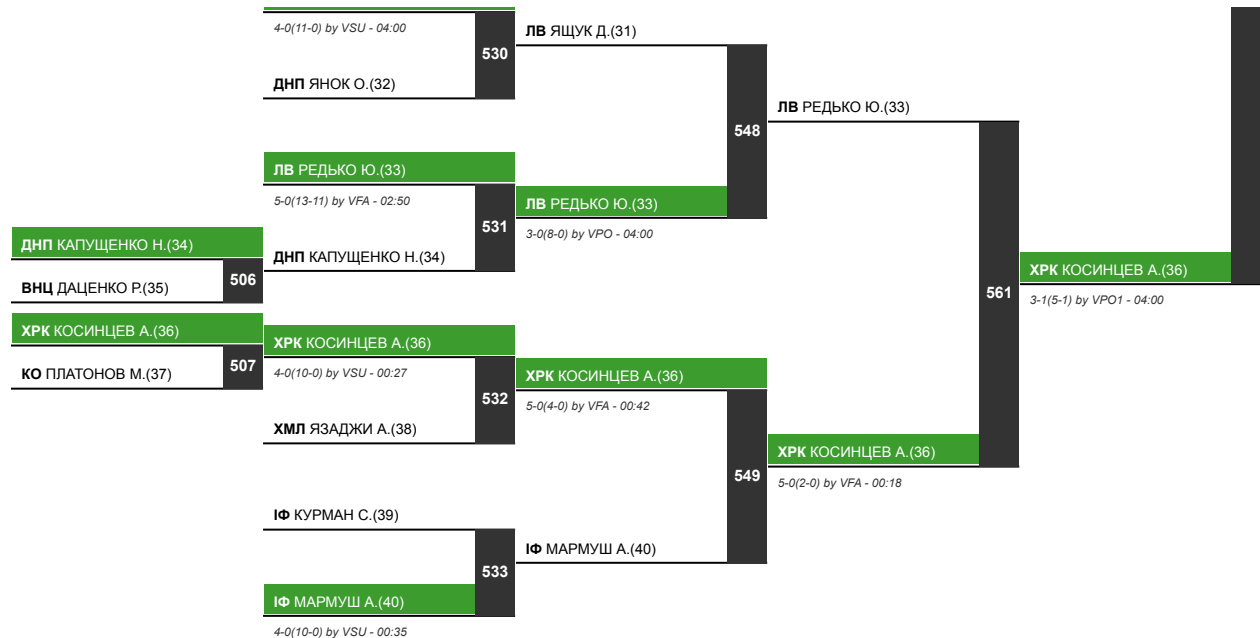 4-0(11-0) by VSU - 04:00
530
ДНП ЯНОК О.(32)
ЛВ РЕДЬКО Ю.(33)
5-0(13-11) by VFA - 02:50
531
ДНП КАПУЩЕНКО Н.(34)
ДНП КАПУЩЕНКО Н.(34)
506
ВНЦ ДАЦЕНКО Р.(35)
ХРК КОСИНЦЕВ А.(36)
507
КО ПЛАТОНОВ М.(37)
ХРК КОСИНЦЕВ А.(36)
4-0(10-0) by VSU - 00:27
532
ХМЛ ЯЗАДЖИ А.(38)
ІФ КУРМАН С.(39)
533
ІФ МАРМУШ А.(40)
4-0(10-0) by VSU - 00:35
ЛВ ЯЩУК Д.(31)
548
ЛВ РЕДЬКО Ю.(33)
3-0(8-0) by VPO - 04:00
ХРК КОСИНЦЕВ А.(36)
5-0(4-0) by VFA - 00:42
549
ІФ МАРМУШ А.(40)
ЛВ РЕДЬКО Ю.(33)
561
ХРК КОСИНЦЕВ А.(36)
5-0(2-0) by VFA - 00:18
ХРК КОСИНЦЕВ А.(36)
3-1(5-1) by VPO1 - 04:00